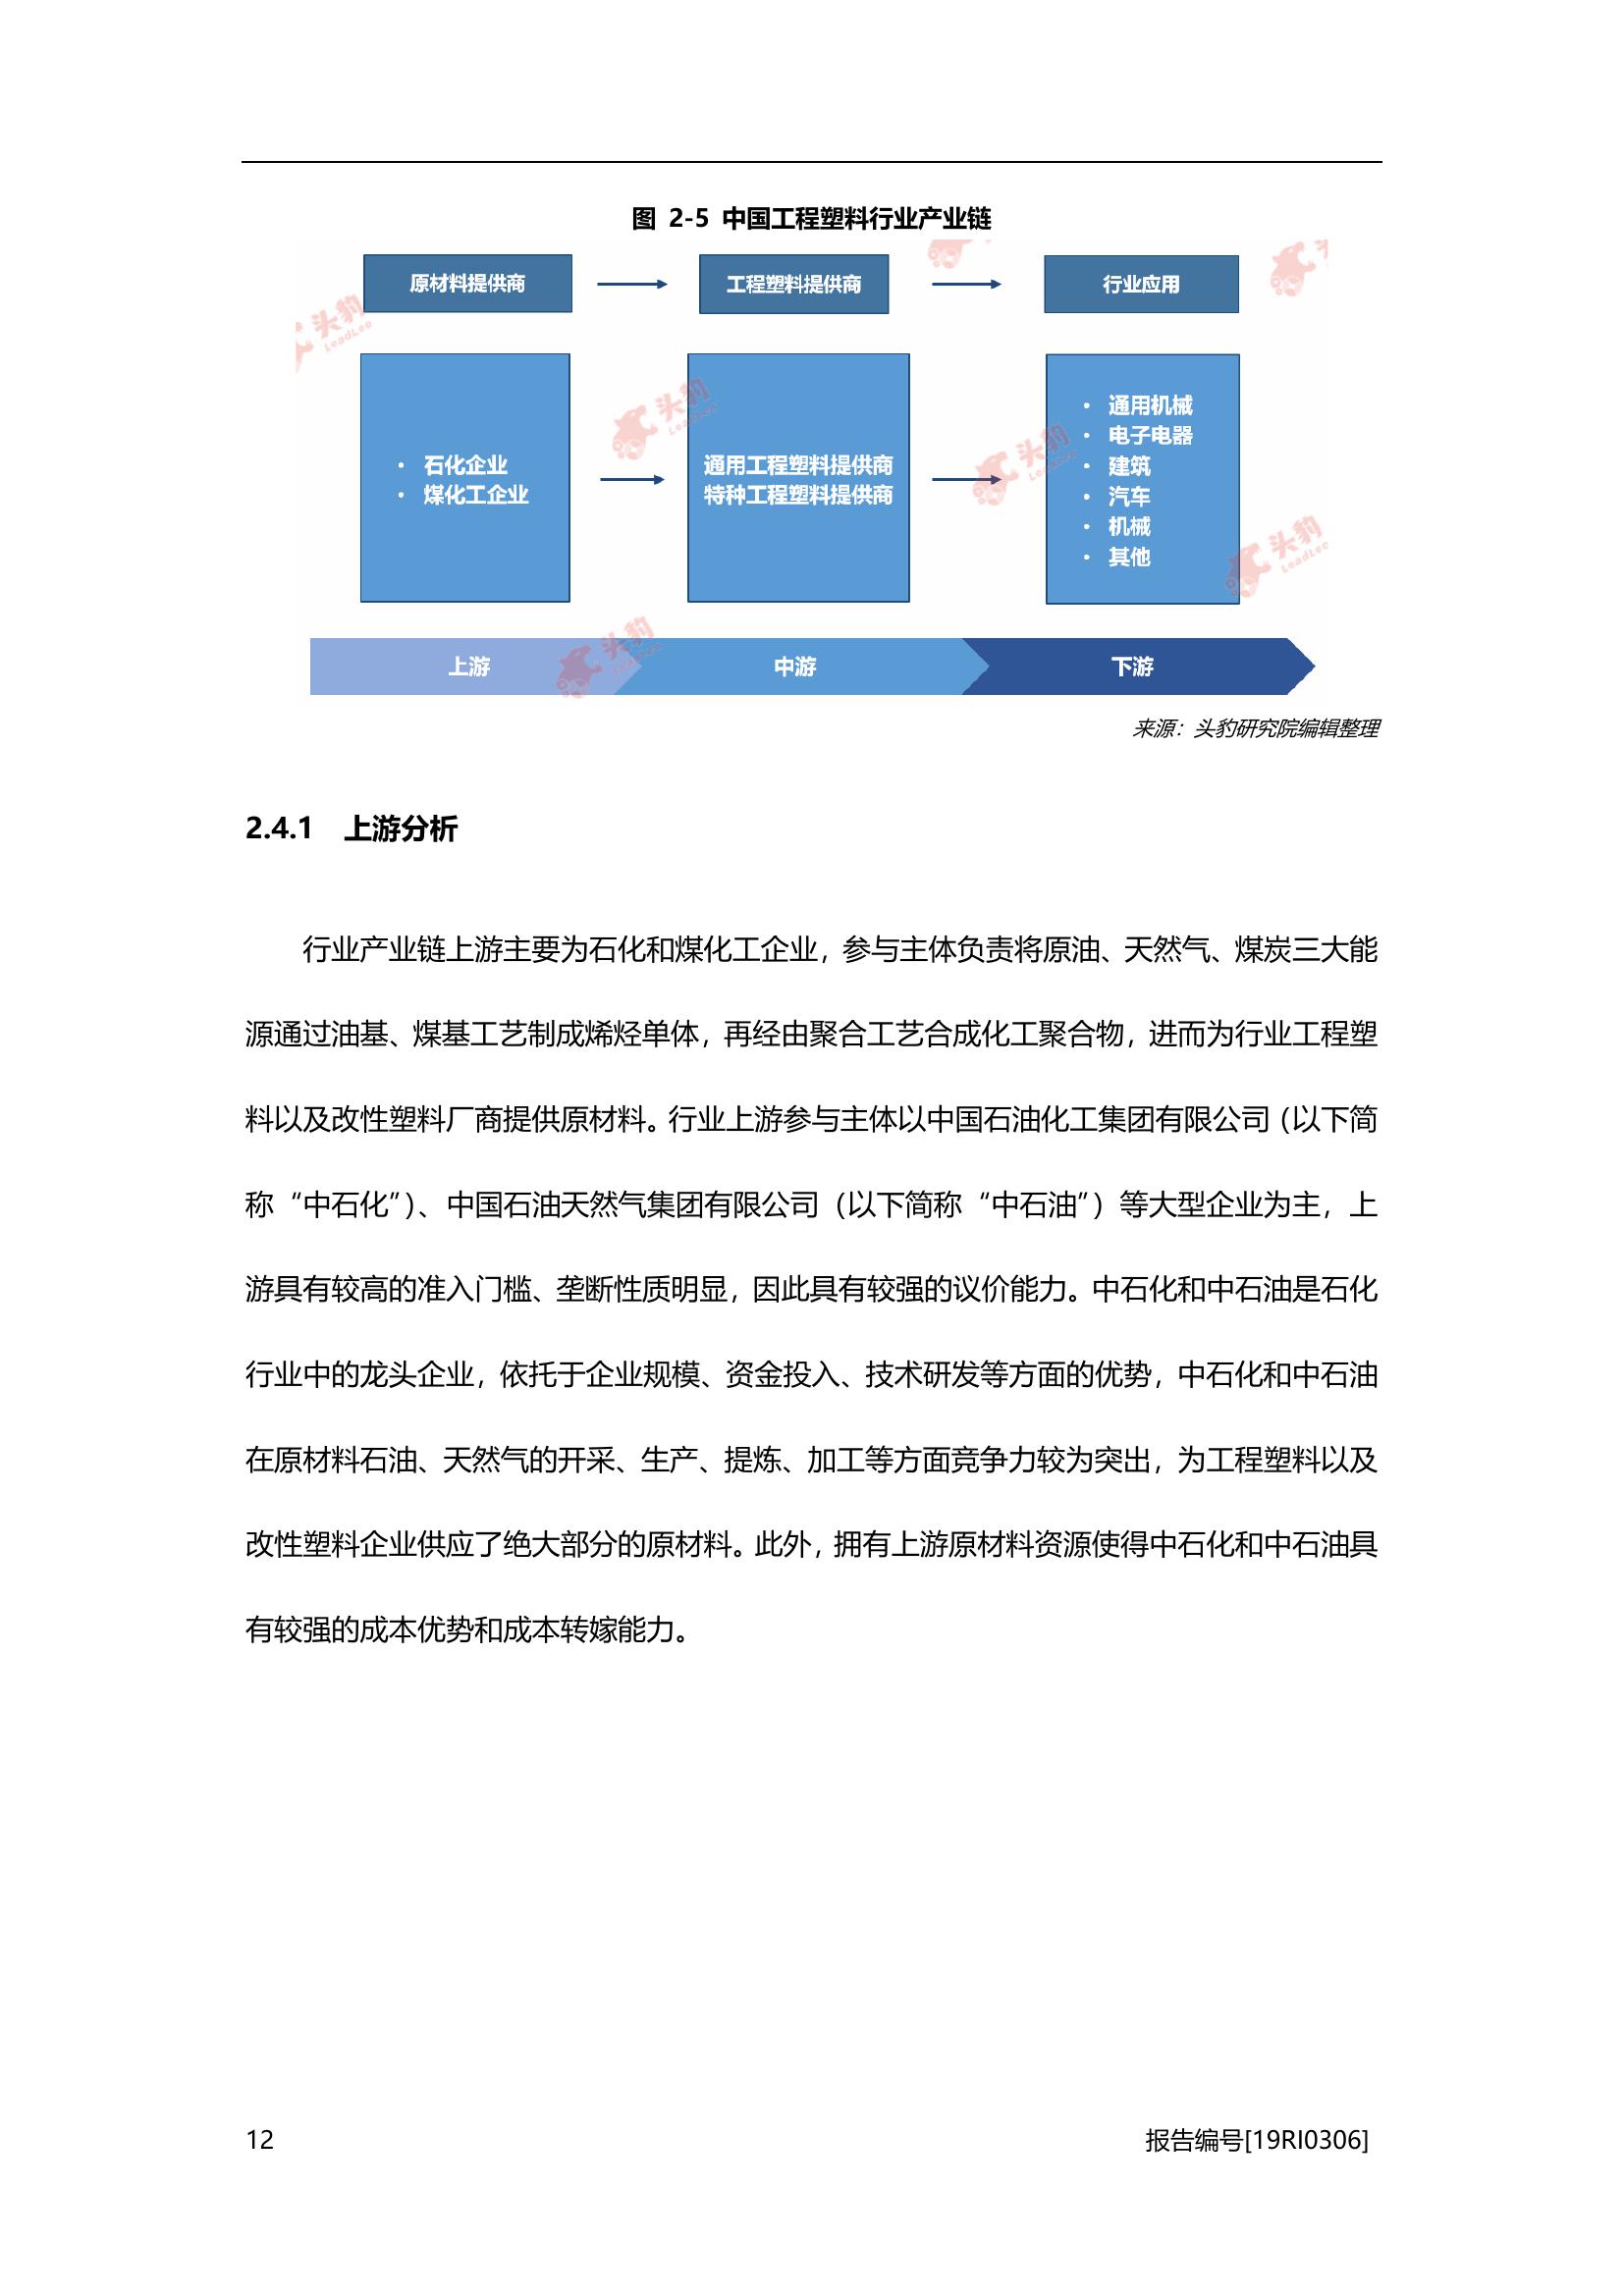 图 2-5 中国工程塑料行业产业链
原材料提供商
工程塑料提供商
行业应用
• 石化企业
• 煤化工企业
通用工程塑料提供商
特种工程塑料提供商
• 通用机械
• 电子电器
• 建筑
• 汽车
• 机械
• 其他
上游
中游
下游
头豹
LeadLeo
头豹
LeadLeo
头豹
LeadLeo
头豹
LeadLeo
头豹
来源：头豹研究院编辑整理
2.4.1 上游分析
行业产业链上游主要为石化和煤化工企业，参与主体负责将原油、天然气、煤炭三大能
源通过油基、煤基工艺制成烯烃单体，再经由聚合工艺合成化工聚合物，进而为行业工程塑
料以及改性塑料厂商提供原材料。行业上游参与主体以中国石油化工集团有限公司（以下简
称“中石化”）、中国石油天然气集团有限公司（以下简称“中石油”）等大型企业为主，上
游具有较高的准入门槛、垄断性质明显，因此具有较强的议价能力。中石化和中石油是石化
行业中的龙头企业，依托于企业规模、资金投入、技术研发等方面的优势，中石化和中石油
在原材料石油、天然气的开采、生产、提炼、加工等方面竞争力较为突出，为工程塑料以及
改性塑料企业供应了绝大部分的原材料。此外，拥有上游原材料资源使得中石化和中石油具
有较强的成本优势和成本转嫁能力。
12
报告编号[19RI0306]